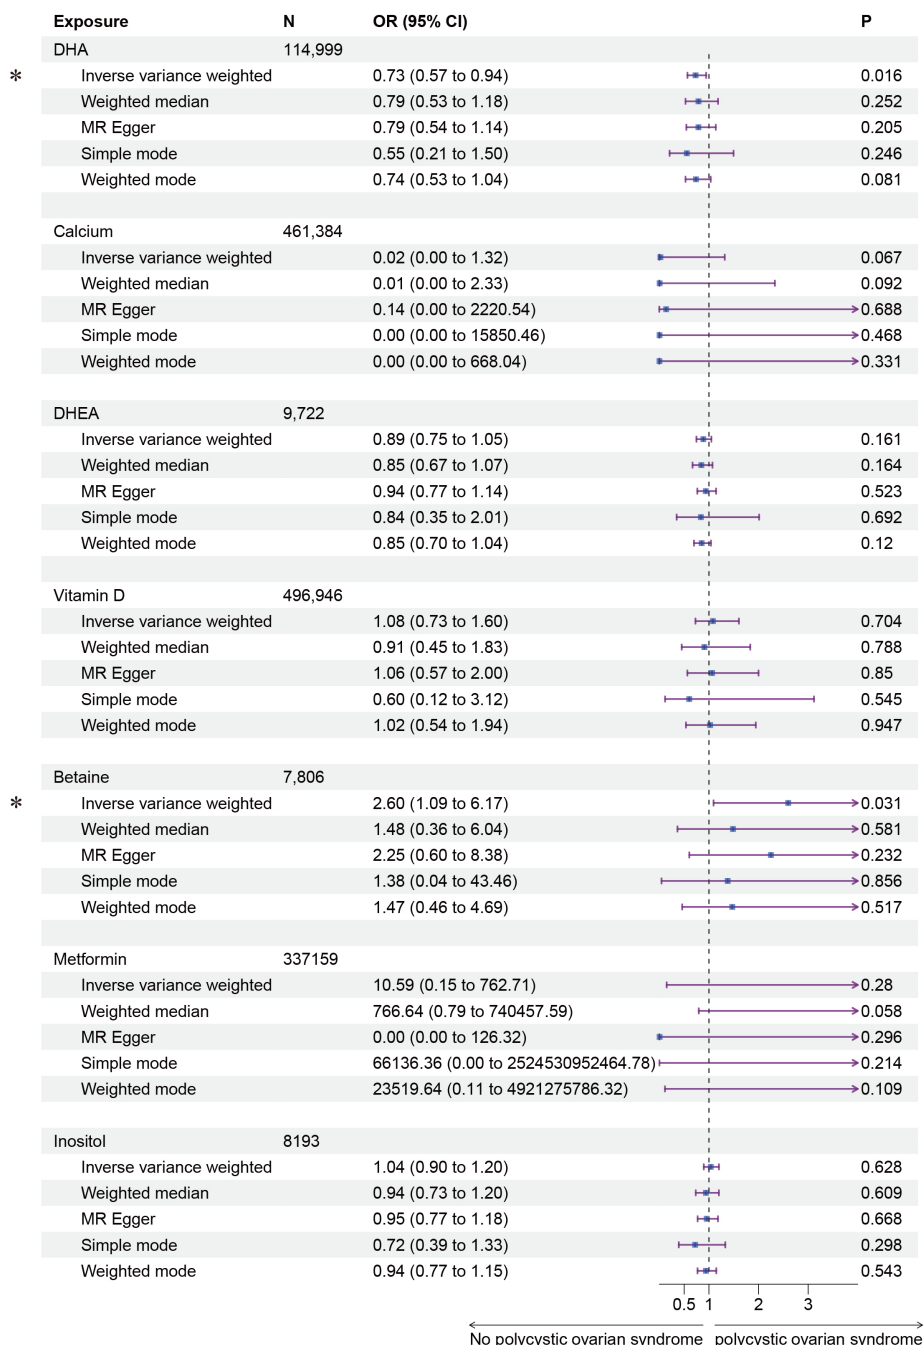 Exposure N OR (95% CI) P
DHA 114,999
* Inverse variance weighted 0.73 (0.57 to 0.94) 0.016
Weighted median 0.79 (0.53 to 1.18) 0.252
MR Egger 0.79 (0.54 to 1.14) 0.205
Simple mode 0.55 (0.21 to 1.50) 0.246
Weighted mode 0.74 (0.53 to 1.04) 0.081
Calcium 461,384
Inverse variance weighted 0.02 (0.00 to 1.32) 0.067
Weighted median 0.01 (0.00 to 2.33) 0.092
MR Egger 0.14 (0.00 to 2220.54) 0.688
Simple mode 0.00 (0.00 to 15850.46) 0.468
Weighted mode 0.00 (0.00 to 668.04) 0.331
DHEA 9,722
Inverse variance weighted 0.89 (0.75 to 1.05) 0.161
Weighted median 0.85 (0.67 to 1.07) 0.164
MR Egger 0.94 (0.77 to 1.14) 0.523
Simple mode 0.84 (0.35 to 2.01) 0.692
Weighted mode 0.85 (0.70 to 1.04) 0.12
Vitamin D 496,946
Inverse variance weighted 1.08 (0.73 to 1.60) 0.704
Weighted median 0.91 (0.45 to 1.83) 0.788
MR Egger 1.06 (0.57 to 2.00) 0.85
Simple mode 0.60 (0.12 to 3.12) 0.545
Weighted mode 1.02 (0.54 to 1.94) 0.947
Betaine 7,806
* Inverse variance weighted 2.60 (1.09 to 6.17) 0.031
Weighted median 1.48 (0.36 to 6.04) 0.581
MR Egger 2.25 (0.60 to 8.38) 0.232
Simple mode 1.38 (0.04 to 43.46) 0.856
Weighted mode 1.47 (0.46 to 4.69) 0.517
Metformin 337159
Inverse variance weighted 10.59 (0.15 to 762.71) 0.28
Weighted median 766.64 (0.79 to 740457.59) 0.058
MR Egger 0.00 (0.00 to 126.32) 0.296
Simple mode 66136.36 (0.00 to 2524530952464.78) 0.214
Weighted mode 23519.64 (0.11 to 4921275786.32) 0.109
Inositol 8193
Inverse variance weighted 1.04 (0.90 to 1.20) 0.628
Weighted median 0.94 (0.73 to 1.20) 0.609
MR Egger 0.95 (0.77 to 1.18) 0.668
Simple mode 0.72 (0.39 to 1.33) 0.298
Weighted mode 0.94 (0.77 to 1.15) 0.543
0.5 1 2 3
No polycystic ovarian syndrome polycystic ovarian syndrome